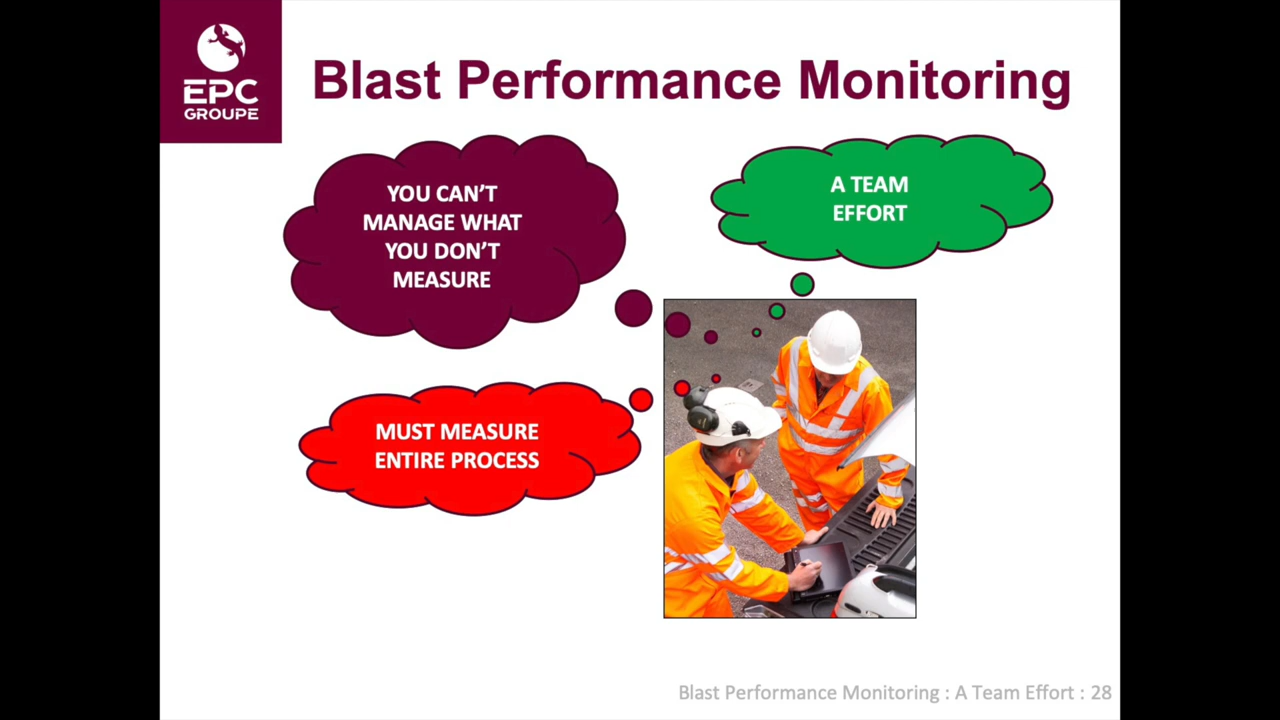 EPC
GROUPE
Blast Performance Monitoring
YOU CAN'T
MANAGE WHAT
YOU DON'T
MEASURE
A TEAM
EFFORT
MUST MEASURE
ENTIRE PROCESS
Blast Performance Monitoring : A Team Effort : 28